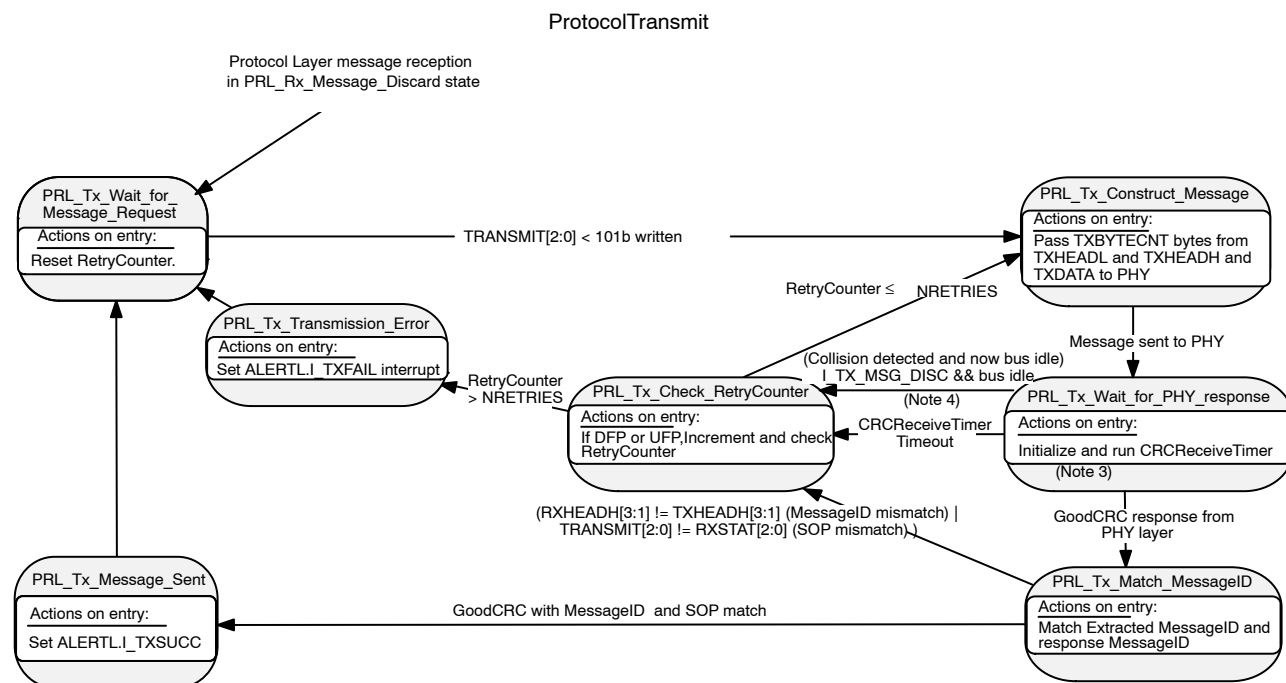 ProtocolTransmit
Protocol Layer message reception
in PRL_Rx_Message_Discard state
PRL_Tx_Wait_for_
Message_Request
Actions on entry:
Reset RetryCounter.
TRANSMIT[2:0] < 101b written
PRL_Tx_Construct_Message
Actions on entry:
Pass TXBYTECNT bytes from
TXHEADL and TXHEADH and
TXDATA to PHY
RetryCounter ≤ NRETRIES
PRL_Tx_Transmission_Error
Actions on entry:
Set ALERTL.I_TXFAIL interrupt
RetryCounter
> NRETRIES
Message sent to PHY
(Collision detected and now bus idle)
I_TX_MSG_DISC && bus idle
(Note 4)
PRL_Tx_Check_RetryCounter
Actions on entry:
If DFP or UFP,Increment and check
RetryCounter
CRCReceiveTimer
Timeout
PRL_Tx_Wait_for_PHY_response
Actions on entry:
Initialize and run CRCReceiveTimer
(Note 3)
(RXHEADH[3:1] != TXHEADH[3:1] (MessageID mismatch) |
TRANSMIT[2:0] != RXSTAT[2:0] (SOP mismatch) )
GoodCRC response from
PHY layer
PRL_Tx_Message_Sent
Actions on entry:
Set ALERTL.I_TXSUCC
GoodCRC with MessageID and SOP match
PRL_Tx_Match_MessageID
Actions on entry:
Match Extracted MessageID and
response MessageID